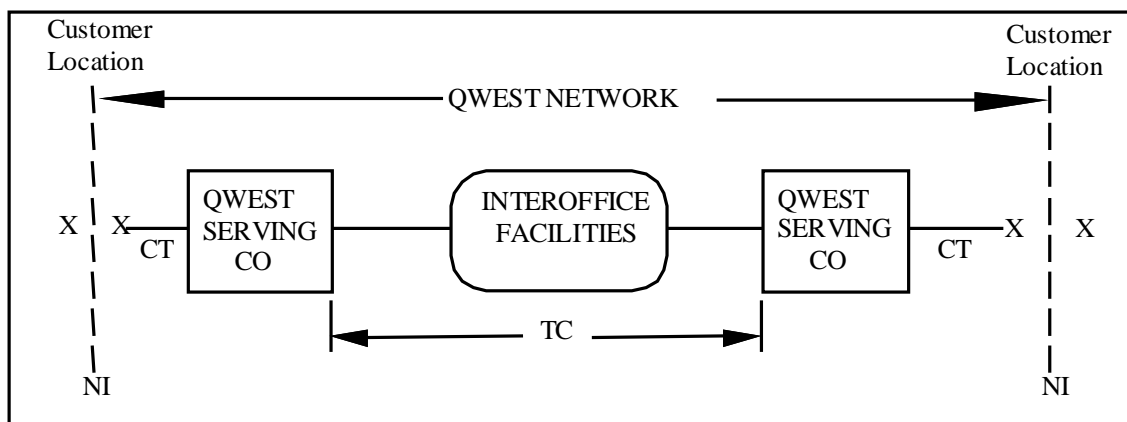 Customer
Location
Customer
Location
QWEST NETWORK
QWEST
SERVING
CO
INTEROFFICE
FACILITIES
QWEST
SERVING
CO
X
X
X
X
CT
CT
TC
NI
NI